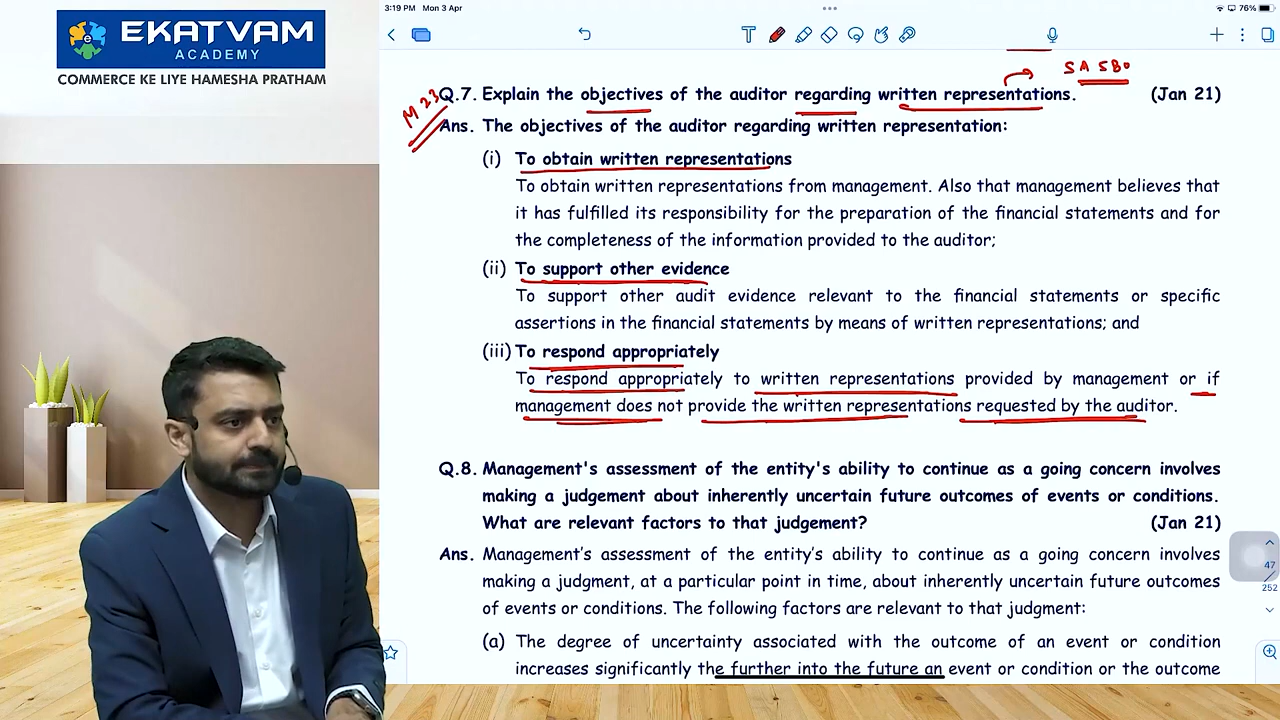 EKATVAM
ACADEMY
COMMERCE KE LIYE HAMESHA PRATHAM
3:19 PM Mon 3 Apr
76%
SA 580
M 23
Q.7. Explain the objectives of the auditor regarding written representations. (Jan 21)
Ans. The objectives of the auditor regarding written representation:
(i) To obtain written representations
To obtain written representations from management. Also that management believes that
it has fulfilled its responsibility for the preparation of the financial statements and for
the completeness of the information provided to the auditor;
(ii) To support other evidence
To support other audit evidence relevant to the financial statements or specific
assertions in the financial statements by means of written representations; and
(iii) To respond appropriately
To respond appropriately to written representations provided by management or if
management does not provide the written representations requested by the auditor.
Q.8. Management's assessment of the entity's ability to continue as a going concern involves
making a judgement about inherently uncertain future outcomes of events or conditions.
What are relevant factors to that judgement? (Jan 21)
Ans. Management's assessment of the entity's ability to continue as a going concern involves
making a judgment, at a particular point in time, about inherently uncertain future outcomes
of events or conditions. The following factors are relevant to that judgment:
(a) The degree of uncertainty associated with the outcome of an event or condition
increases significantly the further into the future an event or condition or the outcome
47
252